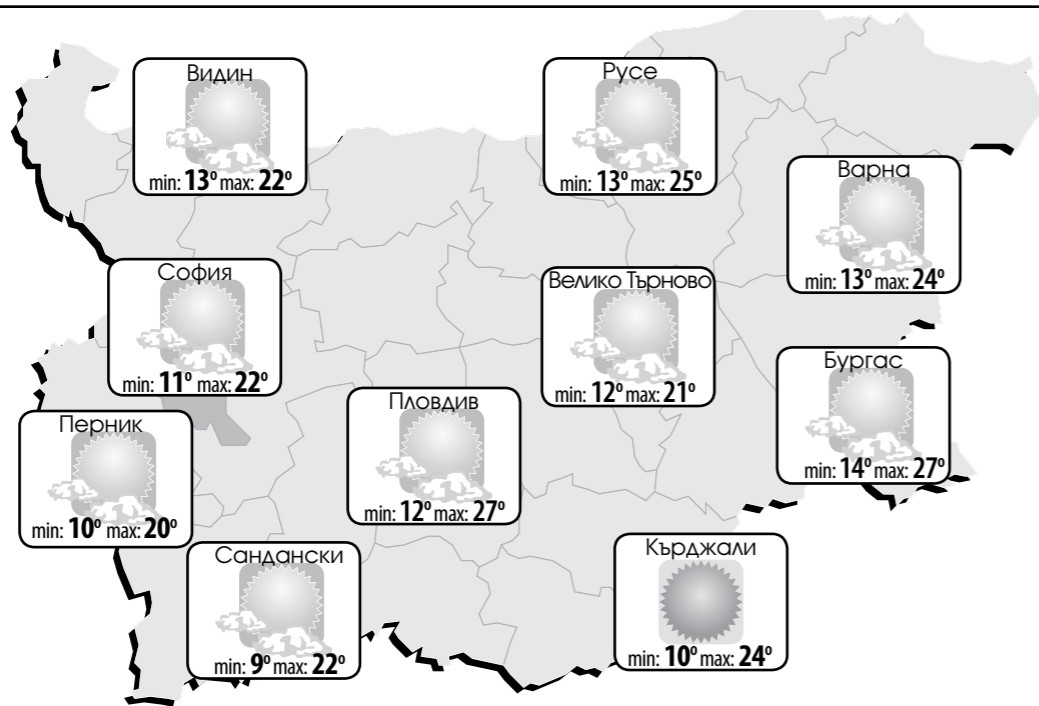 Видин
min: 13° max: 22°
Русе
min: 13° max: 25°
Варна
min: 13° max: 24°
София
min: 11° max: 22°
Велико Търново
min: 12° max: 21°
Бургас
min: 14° max: 27°
Пловдив
min: 12° max: 27°
Перник
min: 10° max: 20°
Сандански
min: 9° max: 22°
Кърджали
min: 10° max: 24°